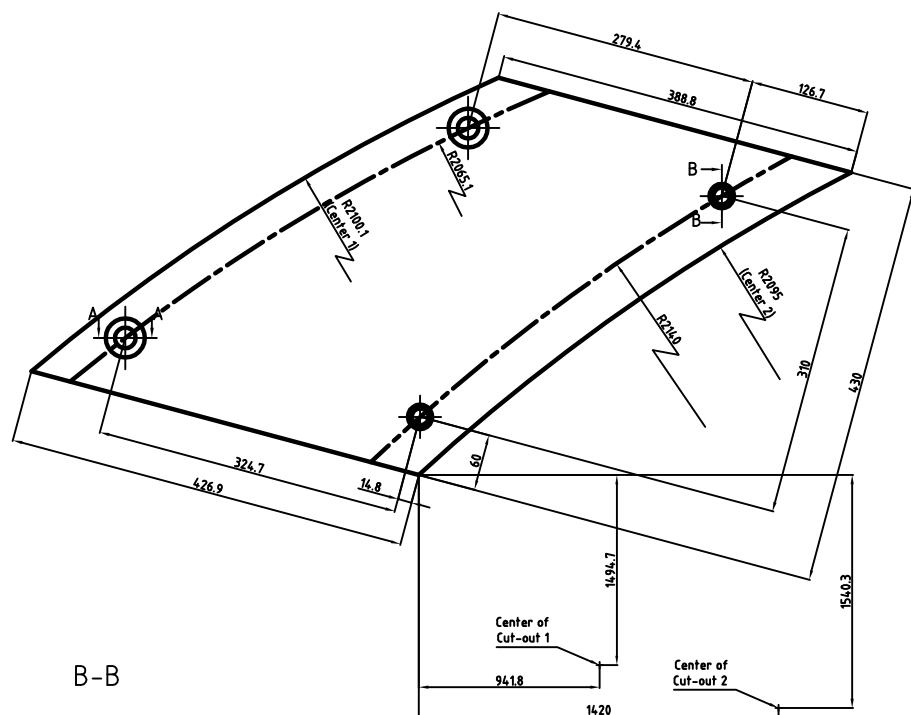 279.4
388.8
126.7
B
B
R2065.1
R2100.1
(Center 1)
A
A
R2095
(Center 2)
R2140
310
430
324.7
60
14.8
426.9
1494.7
1540.3
Center of
Cut-out 1
Center of
Cut-out 2
941.8
1420
B-B